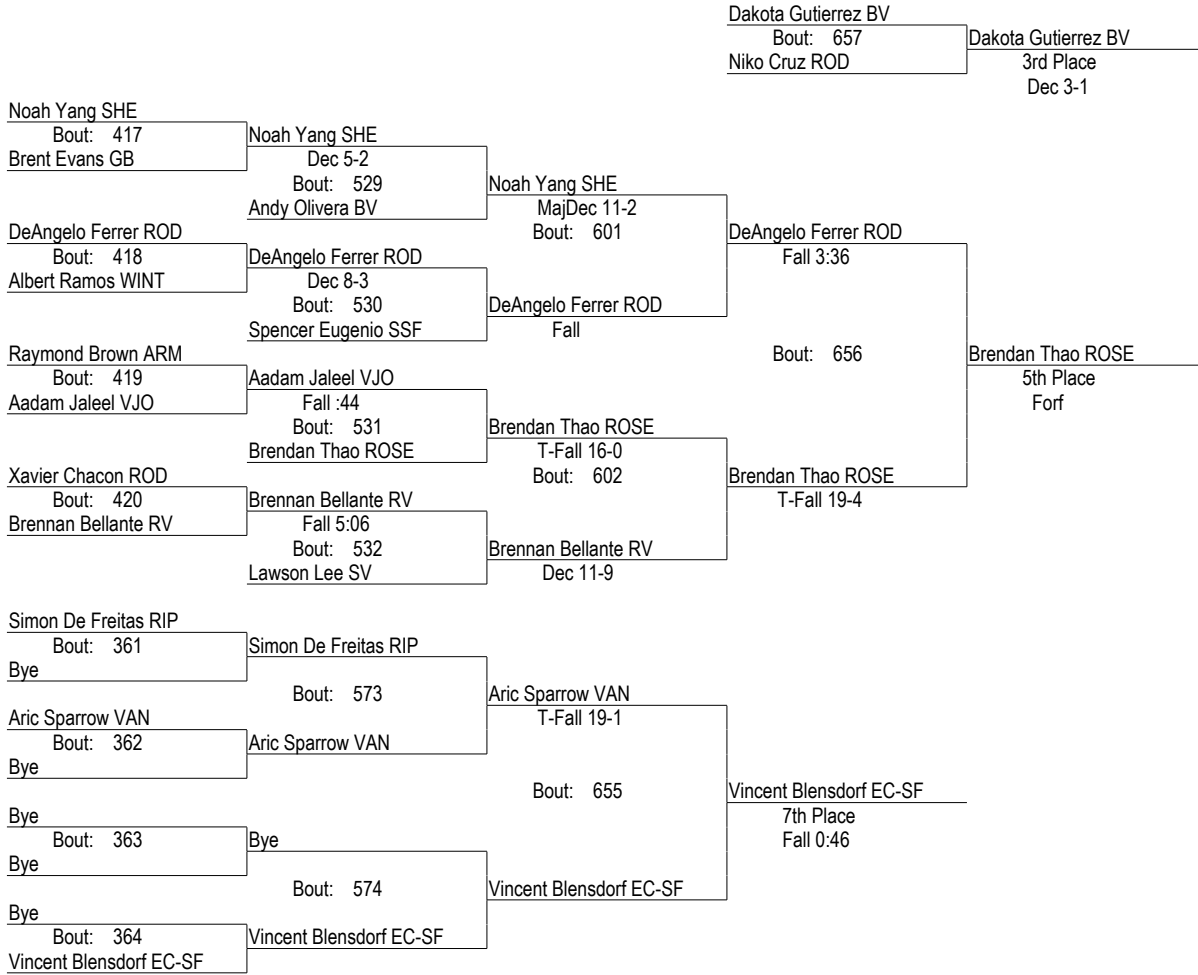 Dakota Gutierrez BV
Bout: 657
Dakota Gutierrez BV
Niko Cruz ROD
3rd Place
Dec 3-1
Noah Yang SHE
Bout: 417
Noah Yang SHE
Brent Evans GB
Dec 5-2
Bout: 529
Noah Yang SHE
Andy Olivera BV
MajDec 11-2
DeAngelo Ferrer ROD
Bout: 601
DeAngelo Ferrer ROD
Bout: 418
DeAngelo Ferrer ROD
Fall 3:36
Albert Ramos WINT
Dec 8-3
Bout: 530
DeAngelo Ferrer ROD
Spencer Eugenio SSF
Fall
Raymond Brown ARM
Bout: 656
Brendan Thao ROSE
Bout: 419
Aadam Jaleel VJO
5th Place
Aadam Jaleel VJO
Fall :44
Forf
Bout: 531
Brendan Thao ROSE
Brendan Thao ROSE
T-Fall 16-0
Xavier Chacon ROD
Bout: 602
Brendan Thao ROSE
Bout: 420
Brennan Bellante RV
T-Fall 19-4
Brennan Bellante RV
Fall 5:06
Bout: 532
Brennan Bellante RV
Lawson Lee SV
Dec 11-9
Simon De Freitas RIP
Bout: 361
Simon De Freitas RIP
Bye
Bout: 573
Aric Sparrow VAN
Aric Sparrow VAN
T-Fall 19-1
Bout: 362
Aric Sparrow VAN
Bye
Bout: 655
Vincent Blensdorf EC-SF
Bye
7th Place
Bout: 363
Bye
Fall 0:46
Bye
Bout: 574
Vincent Blensdorf EC-SF
Bye
Bout: 364
Vincent Blensdorf EC-SF
Vincent Blensdorf EC-SF